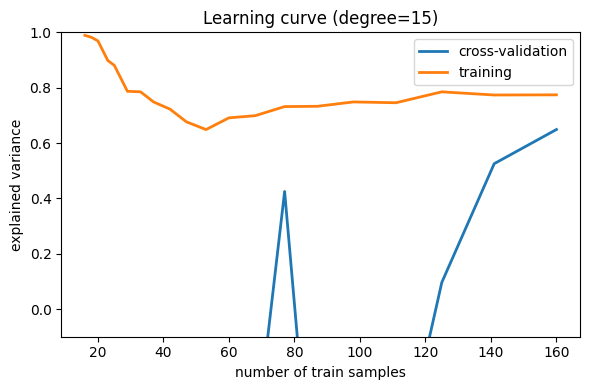 Learning curve (degree=15)
cross-validation
training
explained variance
1.0
0.8
0.6
0.4
0.2
0.0
20 40 60 80 100 120 140 160
number of train samples